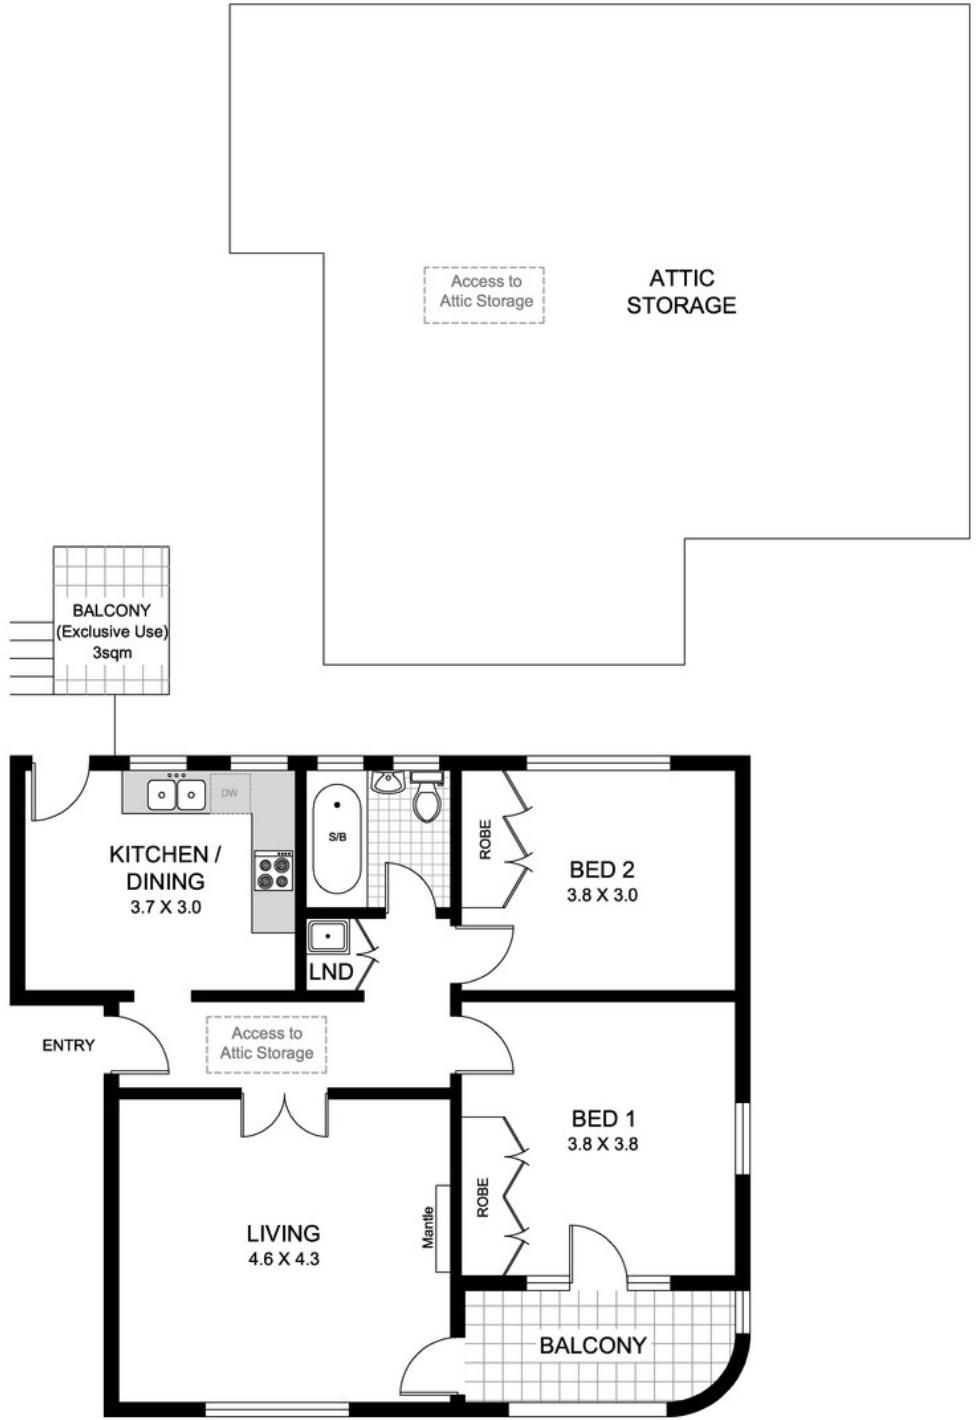 Access to
Attic Storage
ATTIC
STORAGE
BALCONY
(Exclusive Use)
3sqm
DW
S/B
ROBE
KITCHEN /
DINING
3.7 X 3.0
BED 2
3.8 X 3.0
LND
ENTRY
Access to
Attic Storage
BED 1
3.8 X 3.8
ROBE
Mantle
LIVING
4.6 X 4.3
BALCONY